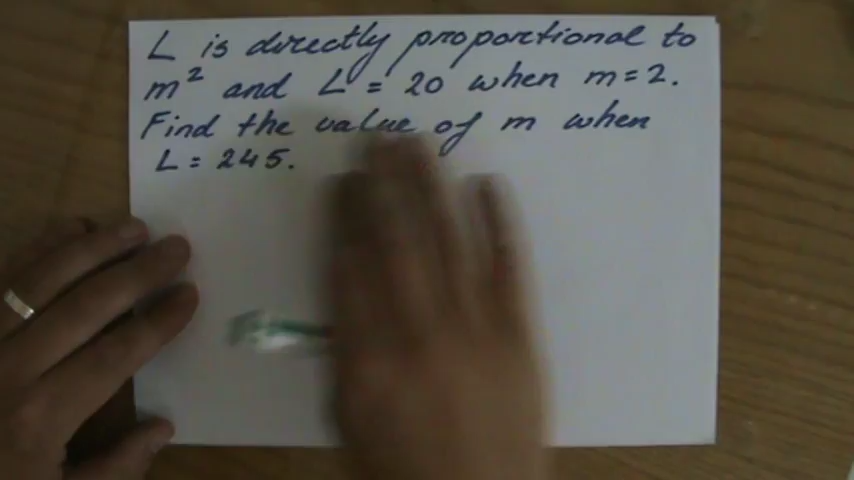 L is directly proportional to
m² and L = 20 when m=2.
Find the value of m when
L = 245.